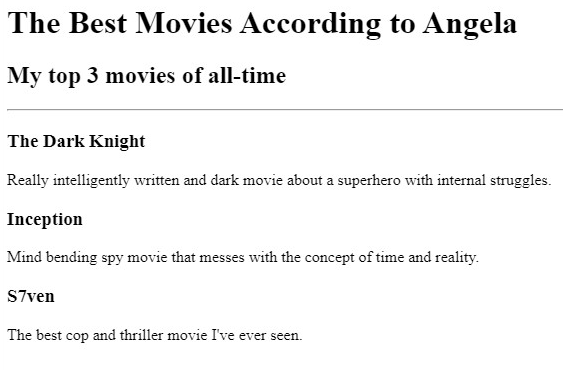 The Best Movies According to Angela
My top 3 movies of all-time
The Dark Knight
Really intelligently written and dark movie about a superhero with internal struggles.
Inception
Mind bending spy movie that messes with the concept of time and reality.
S7ven
The best cop and thriller movie I've ever seen.